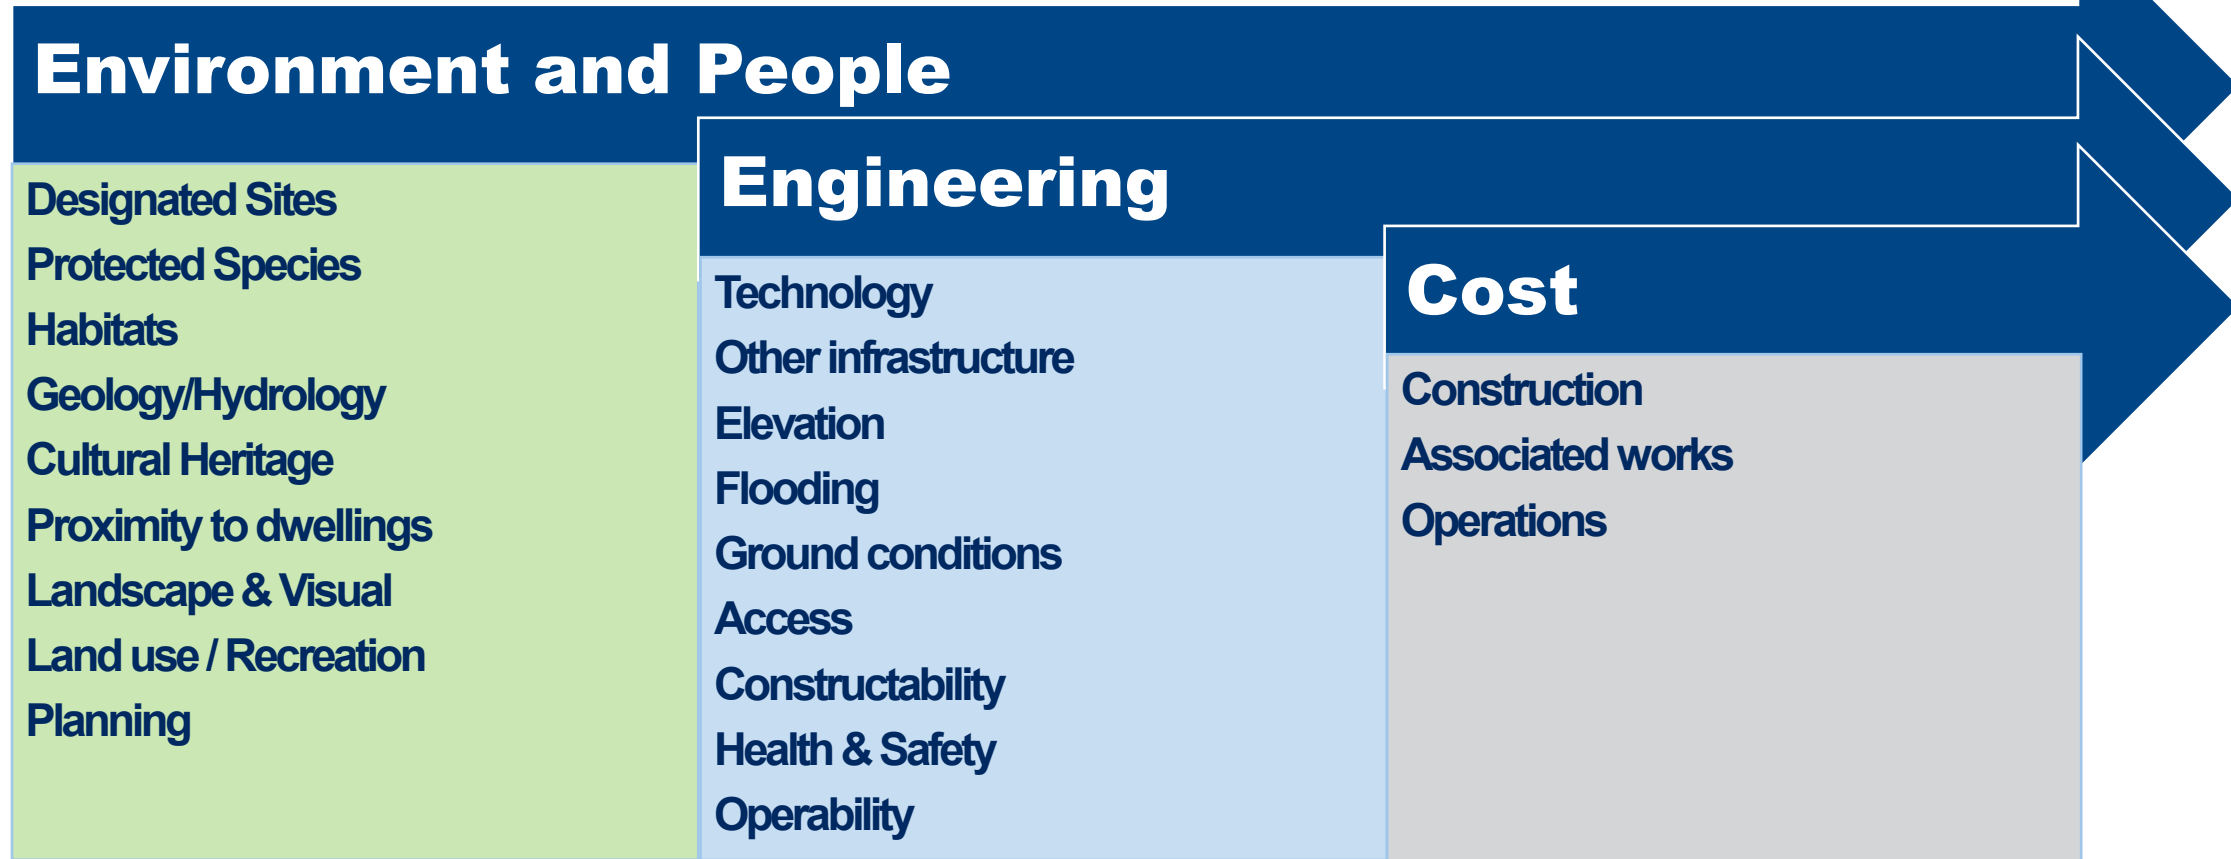 Environment and People
Designated Sites
Protected Species
Habitats
Geology/Hydrology
Cultural Heritage
Proximity to dwellings
Landscape & Visual
Land use / Recreation
Planning
Engineering
Technology
Other infrastructure
Elevation
Flooding
Ground conditions
Access
Constructability
Health & Safety
Operability
Cost
Construction
Associated works
Operations